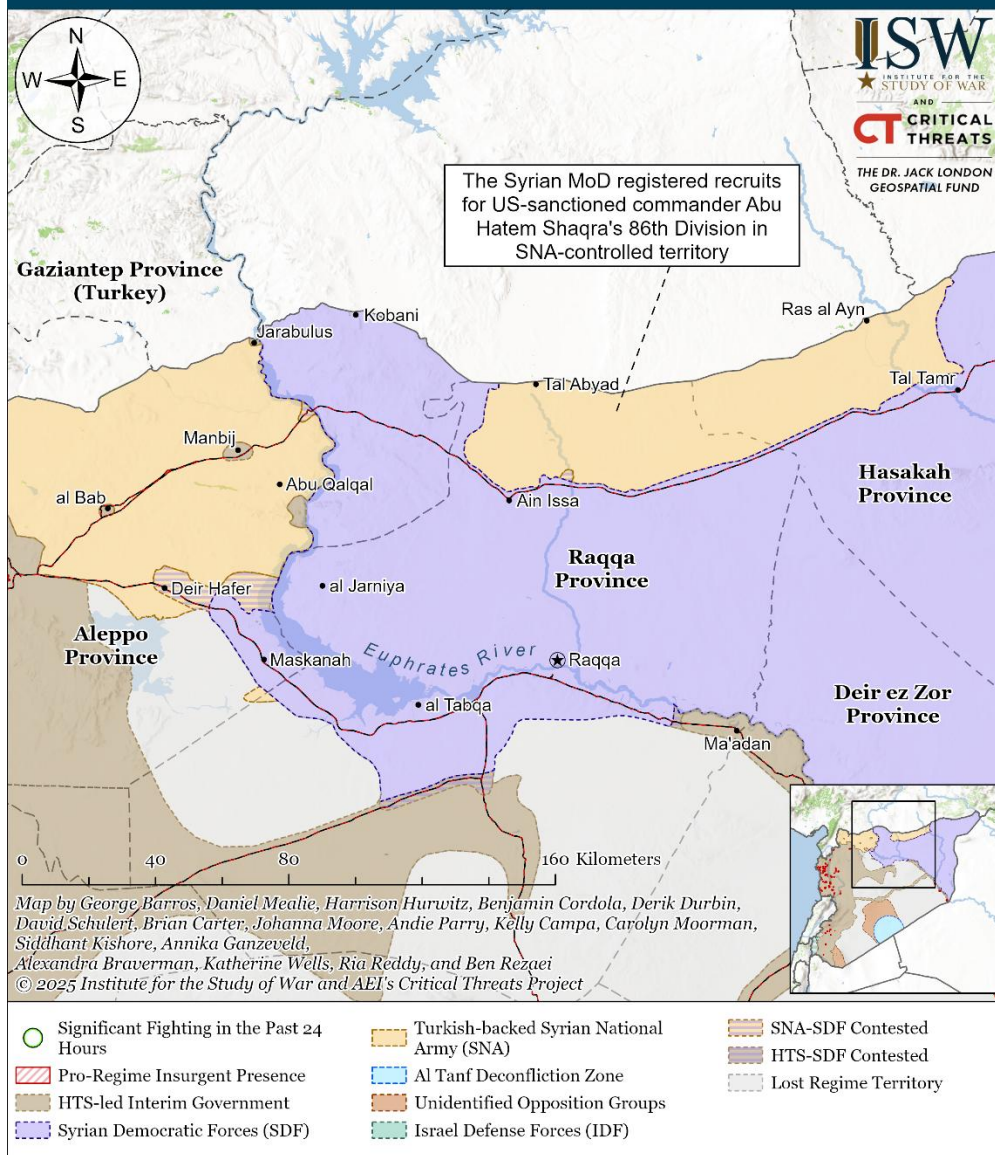 N
W E
S
ISW
INSTITUTE FOR THE
STUDY OF WAR
AND
CT CRITICAL
THREATS
THE DR. JACK LONDON
GEOSPATIAL FUND
The Syrian MoD registered recruits
for US-sanctioned commander Abu
Hatem Shaqra's 86th Division in
SNA-controlled territory
Gaziantep Province
(Turkey)
Kobani
Ras al Ayn
Jarabulus
Tal Abyad
Tal Tamr
Manbij
Abu Qalqal
al Bab
Ain Issa
Hasakah
Province
Raqqa
Province
Deir Hafer
al Jarniya
Aleppo
Province
Maskanah
Euphrates River
Raqqa
al Tabqa
Deir ez Zor
Province
Ma'adan
0 40 80 160 Kilometers
Map by George Barros, Daniel Mealie, Harrison Hurwitz, Benjamin Cordola, Derik Durbin,
David Schulert, Brian Carter, Johanna Moore, Andie Parry, Kelly Campa, Carolyn Moorman,
Siddhant Kishore, Annika Ganzeveld,
Alexandra Braverman, Katherine Wells, Ria Reddy, and Ben Rezaei
© 2025 Institute for the Study of War and AEI's Critical Threats Project
Significant Fighting in the Past 24
Hours
Pro-Regime Insurgent Presence
HTS-led Interim Government
Syrian Democratic Forces (SDF)
Turkish-backed Syrian National
Army (SNA)
Al Tanf Deconfliction Zone
Unidentified Opposition Groups
Israel Defense Forces (IDF)
SNA-SDF Contested
HTS-SDF Contested
Lost Regime Territory